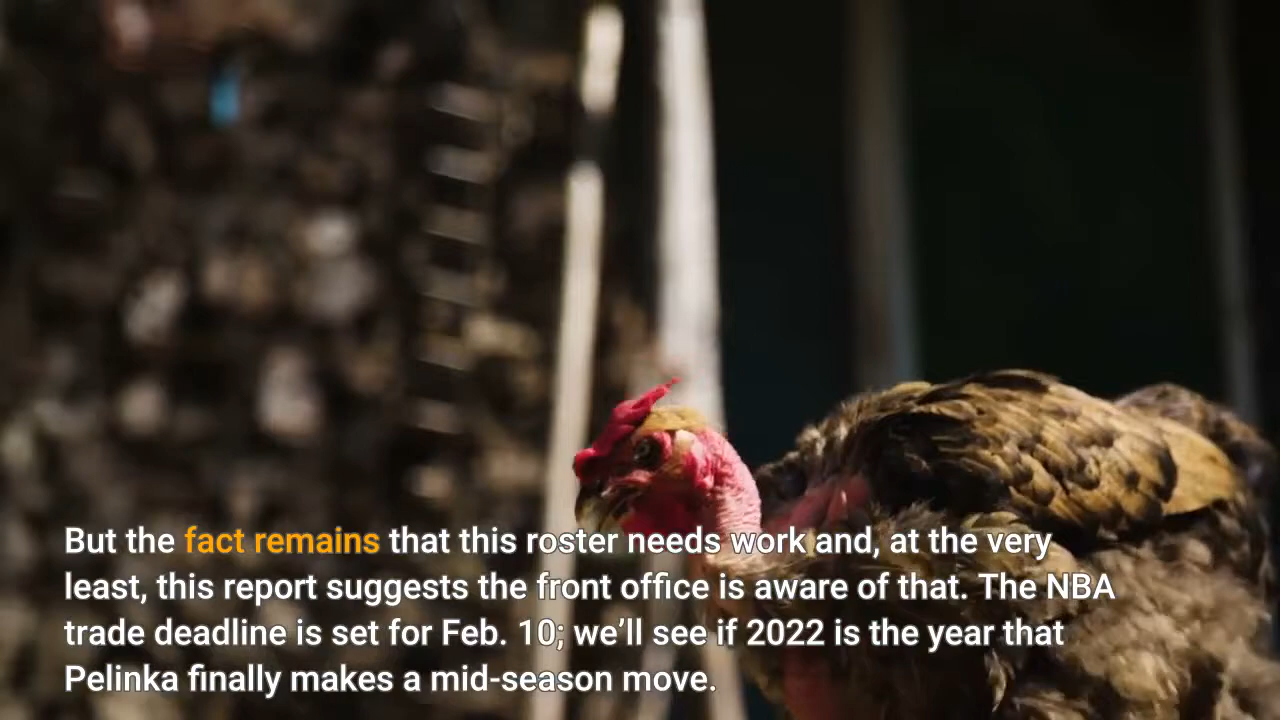 But the fact remains that this roster needs work and, at the very
least, this report suggests the front office is aware of that. The NBA
trade deadline is set for Feb. 10; we’ll see if 2022 is the year that
Pelinka finally makes a mid-season move.